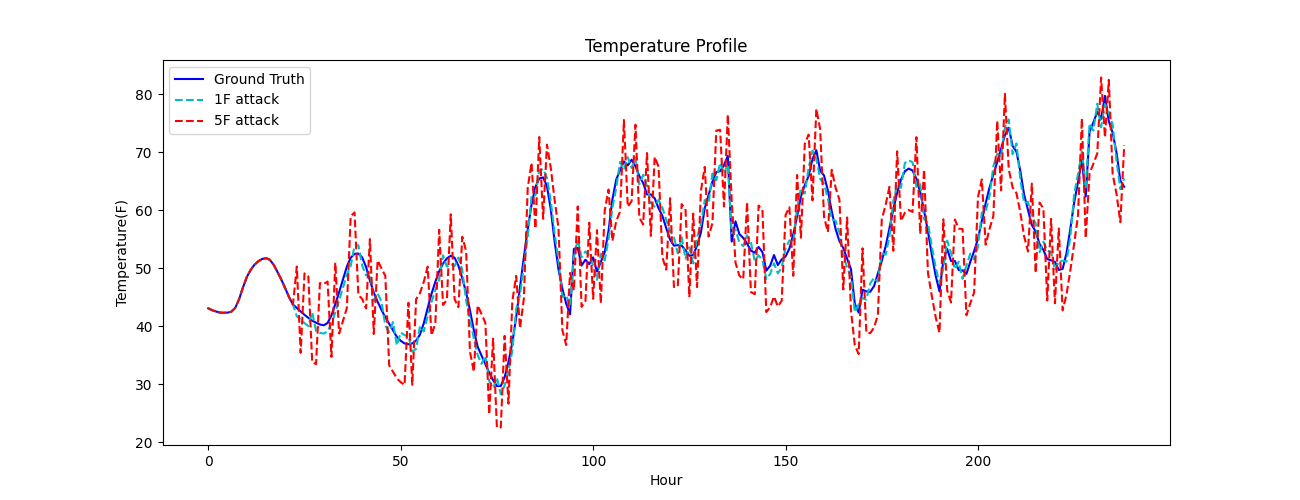 Temperature Profile
Ground Truth
1F attack
5F attack
Temperature(F)
80
70
60
50
40
30
20
0
50
100
150
200
Hour